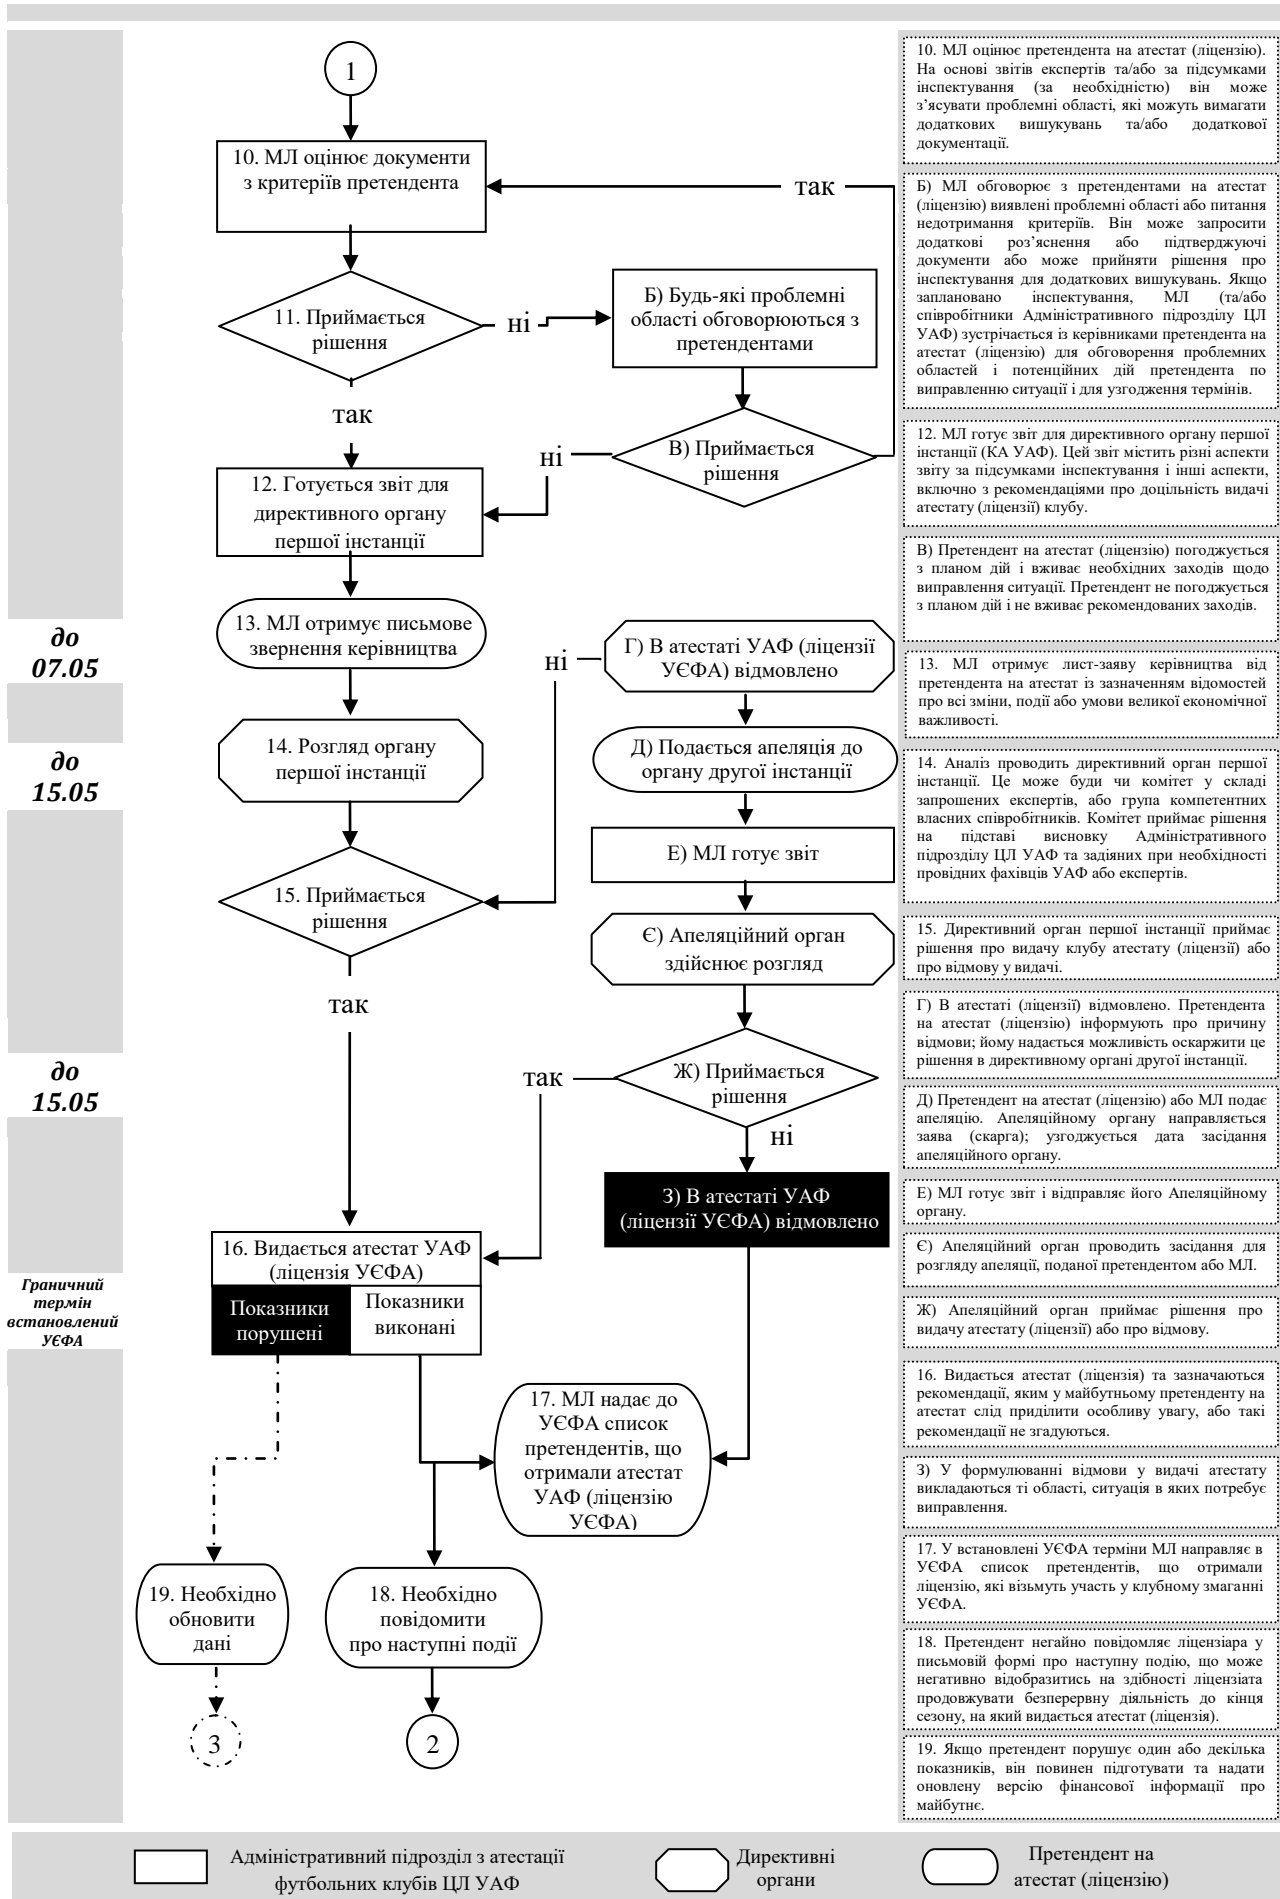 1
10. МЛ оцінює документи
з критеріїв претендента
так
11. Приймається
рішення
ні
Б) Будь-які проблемні
області обговорюються з
претендентами
так
В) Приймається
рішення
ні
12. Готується звіт для
директивного органу
першої інстанції
13. МЛ отримує письмове
звернення керівництва
до
07.05
ні
Г) В атестаті УАФ (ліцензії
УЄФА) відмовлено
14. Розгляд органу
першої інстанції
Д) Подається апеляція до
органу другої інстанції
до
15.05
Е) МЛ готує звіт
15. Приймається
рішення
Є) Апеляційний орган
здійснює розгляд
так
до
15.05
так
Ж) Приймається
рішення
ні
З) В атестаті УАФ
(ліцензії УЄФА) відмовлено
16. Видається атестат УАФ
(ліцензія УЄФА)
Показники
порушені
Показники
виконані
Граничний
термін
встановлений
УЄФА
17. МЛ надає до
УЄФА список
претендентів, що
отримали атестат
УАФ (ліцензію
УЄФА)
19. Необхідно
обновити
дані
18. Необхідно
повідомити
про наступні події
3
2
10. МЛ оцінює претендента на атестат (ліцензію).
На основі звітів експертів та/або за підсумками
інспектування (за необхідністю) він може
з’ясувати проблемні області, які можуть вимагати
додаткових вишукувань та/або додаткової
документації.
Б) МЛ обговорює з претендентами на атестат
(ліцензію) виявлені проблемні області або питання
недотримання критеріїв. Він може запросити
додаткові роз’яснення або підтверджуючі
документи або може прийняти рішення про
інспектування для додаткових вишукувань. Якщо
заплановано інспектування, МЛ (та/або
співробітники Адміністративного підрозділу ЦЛ
УАФ) зустрічається із керівниками претендента на
атестат (ліцензію) для обговорення проблемних
областей і потенційних дій претендента по
виправленню ситуації і для узгодження термінів.
12. МЛ готує звіт для директивного органу першої
інстанції (КА УАФ). Цей звіт містить різні аспекти
звіту за підсумками інспектування і інші аспекти,
включно з рекомендаціями про доцільність видачі
атестату (ліцензії) клубу.
В) Претендент на атестат (ліцензію) погоджується
з планом дій і вживає необхідних заходів щодо
виправлення ситуації. Претендент не погоджується
з планом дій і не вживає рекомендованих заходів.
13. МЛ отримує лист-заяву керівництва від
претендента на атестат із зазначенням відомостей
про всі зміни, події або умови великої економічної
важливості.
14. Аналіз проводить директивний орган першої
інстанції. Це може буди чи комітет у складі
запрошених експертів, або група компетентних
власних співробітників. Комітет приймає рішення
на підставі висновку Адміністративного
підрозділу ЦЛ УАФ та задіяних при необхідності
провідних фахівців УАФ або експертів.
15. Директивний орган першої інстанції приймає
рішення про видачу клубу атестату (ліцензії) або
про відмову у видачі.
Г) В атестаті (ліцензії) відмовлено. Претендента
на атестат (ліцензію) інформують про причину
відмови; йому надається можливість оскаржити це
рішення в директивному органі другої інстанції.
Д) Претендент на атестат (ліцензію) або МЛ подає
апеляцію. Апеляційному органу направляється
заява (скарга); узгоджується дата засідання
апеляційного органу.
Е) МЛ готує звіт і відправляє його Апеляційному
органу.
Є) Апеляційний орган проводить засідання для
розгляду апеляції, поданої претендентом або МЛ.
Ж) Апеляційний орган приймає рішення про
видачу атестату (ліцензії) або про відмову.
16. Видається атестат (ліцензія) та зазначаються
рекомендації, яким у майбутньому претенденту на
атестат слід приділити особливу увагу, або такі
рекомендації не згадуються.
З) У формулюванні відмови у видачі атестату
викладаються ті області, ситуація в яких потребує
виправлення.
17. У встановлені УЄФА терміни МЛ направляє в
УЄФА список претендентів, що отримали
ліцензію, які візьмуть участь у клубному змаганні
УЄФА.
18. Претендент негайно повідомляє ліцензіара у
письмовій формі про наступну подію, що може
негативно відобразитись на здібності ліцензіата
продовжувати безперервну діяльність до кінця
сезону, на який видається атестат (ліцензія).
19. Якщо претендент порушує один або декілька
показників, він повинен підготувати та надати
оновлену версію фінансової інформації про
майбутнє.
Адміністративний підрозділ з атестації
футбольних клубів ЦЛ УАФ
Директивні
органи
Претендент на
атестат (ліцензію)